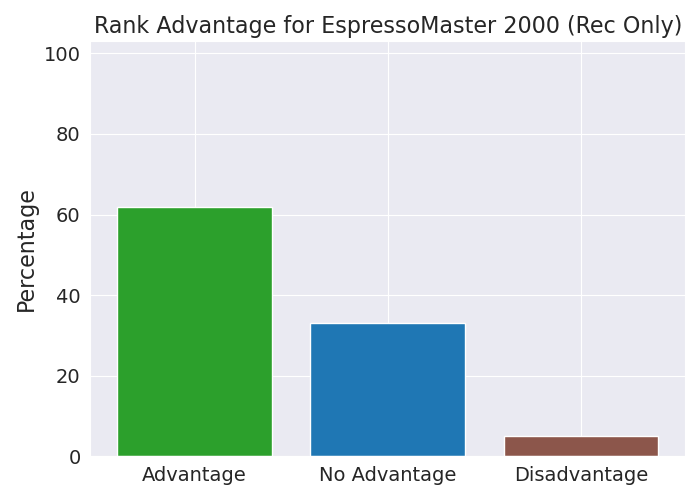 Rank Advantage for EspressoMaster 2000 (Rec Only)
100
80
60
40
20
0
Percentage
Advantage
No Advantage
Disadvantage